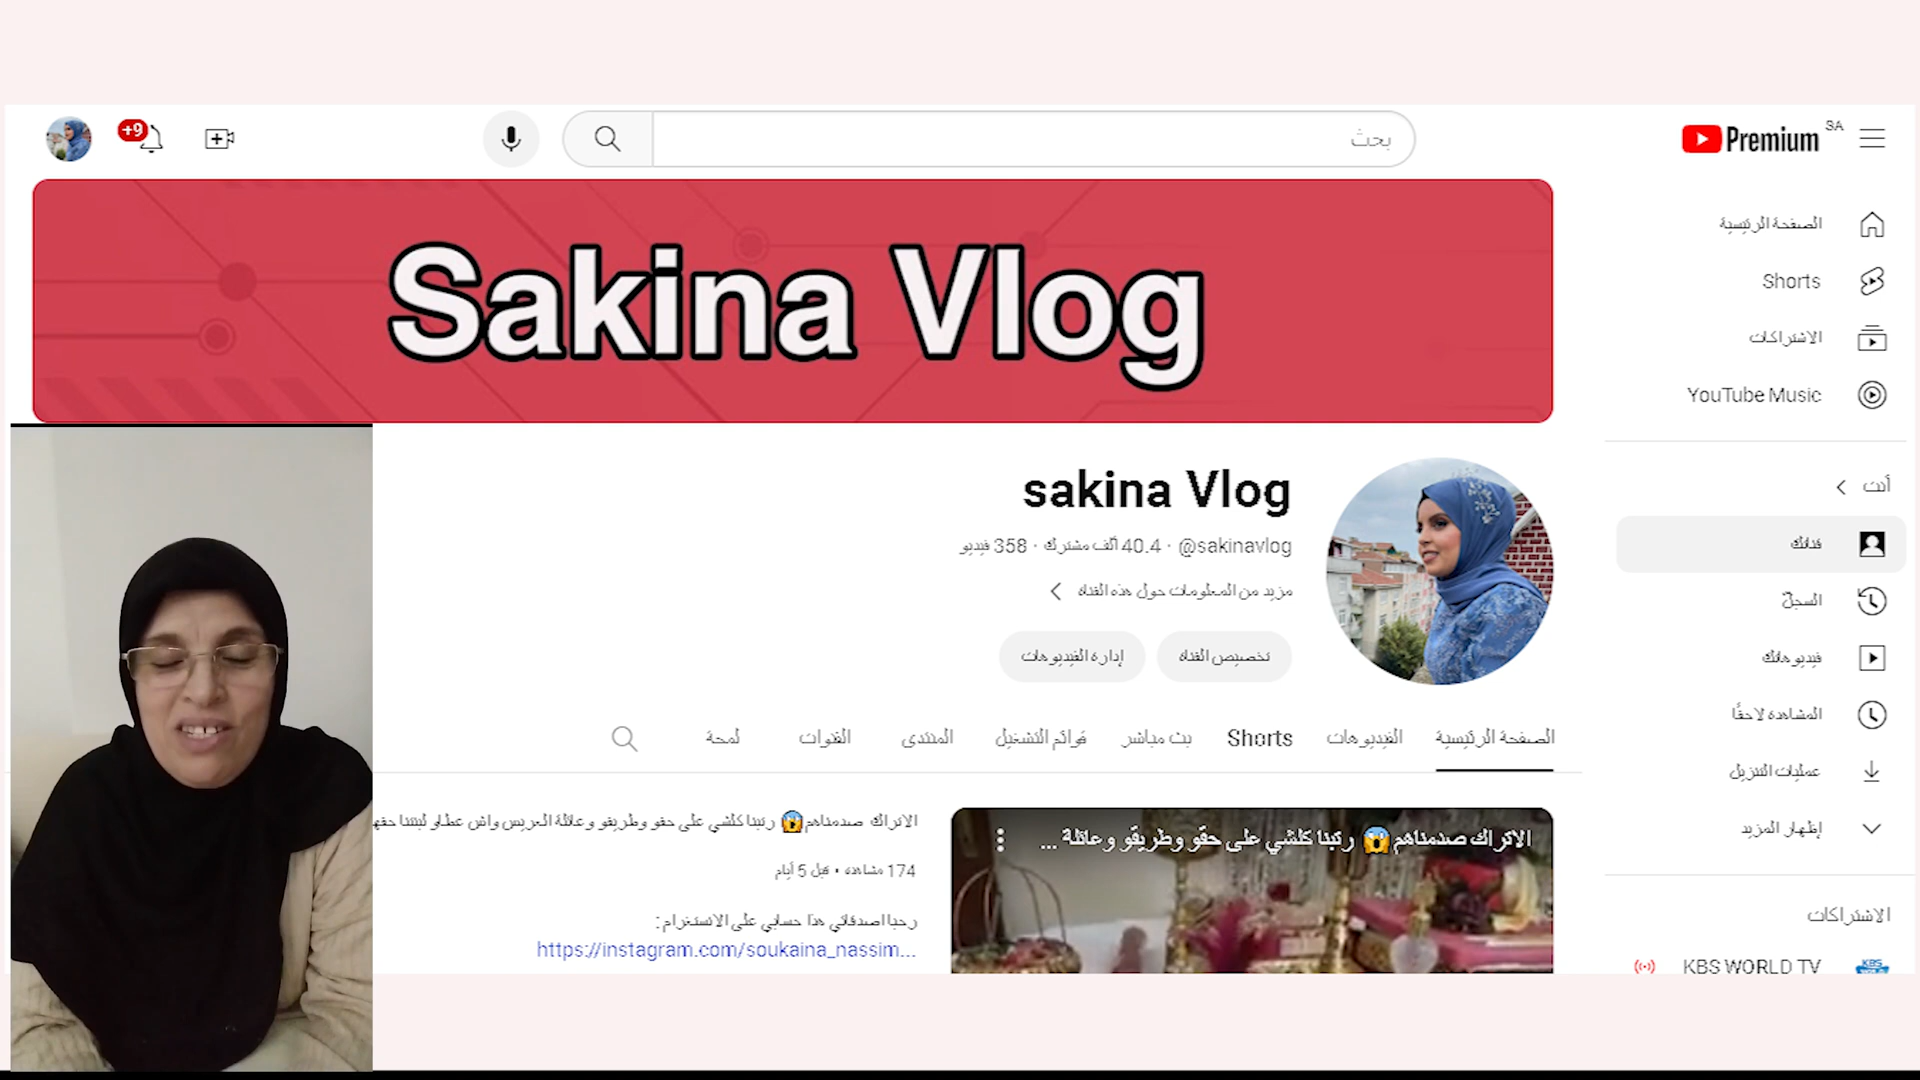 +9
بحث
Premium SA
Sakina Vlog
الصفحة الرئيسية
Shorts
الاشتراكات
YouTube Music
أنت
قناتك
السجلّ
فيديوهاتك
المشاهدة لاحقًا
عمليات التنزيل
إظهار المزيد
الاشتراكات
KBS WORLD TV
sakina Vlog
@sakinavlog · 40.4 ألف مشترك · 358 فيديو
مزيد من المعلومات حول هذه القناة
تخصيص القناة
إدارة الفيديوهات
الصفحة الرئيسية
الفيديوهات
Shorts
بث مباشر
قوائم التشغيل
المنتدى
القنوات
لمحة
الاتراك صدمناهم😱 رتبنا كلشي على حقو وطريقو وعائلة ...
الاتراك صدمناهم😱 رتبنا كلشي على حقو وطريقو وعائلة العريس واش عطاو لبنتنا حقها
174 مشاهدة • قبل 5 أيام
رحبا اصدقائي هذا حسابي على الانستغرام :
https://instagram.com/soukaina_nassim...